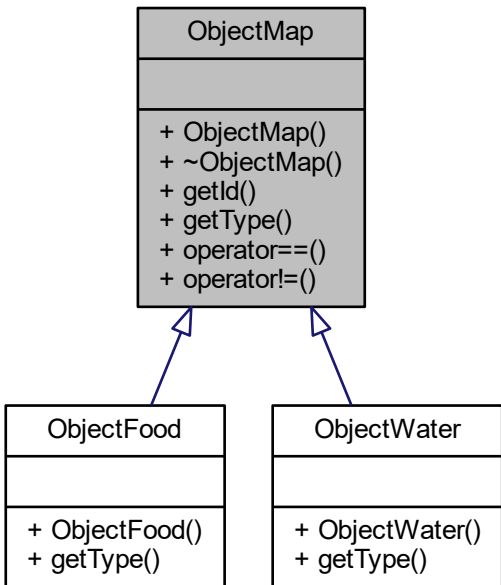 ObjectMap
+ ObjectMap()
+ ~ObjectMap()
+ getId()
+ getType()
+ operator==()
+ operator!=()
ObjectFood
+ ObjectFood()
+ getType()
ObjectWater
+ ObjectWater()
+ getType()